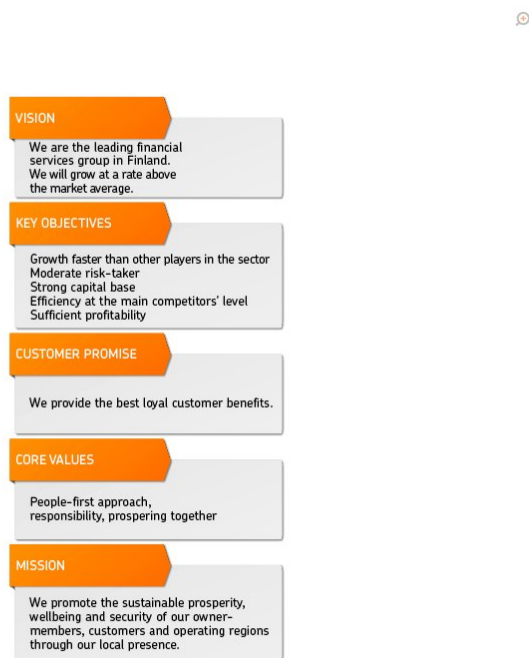 VISION
We are the leading financial
services group in Finland.
We will grow at a rate above
the market average.
KEY OBJECTIVES
Growth faster than other players in the sector
Moderate risk-taker
Strong capital base
Efficiency at the main competitors' level
Sufficient profitability
CUSTOMER PROMISE
We provide the best loyal customer benefits.
CORE VALUES
People-first approach,
responsibility, prospering together
MISSION
We promote the sustainable prosperity,
wellbeing and security of our owner-
members, customers and operating regions
through our local presence.